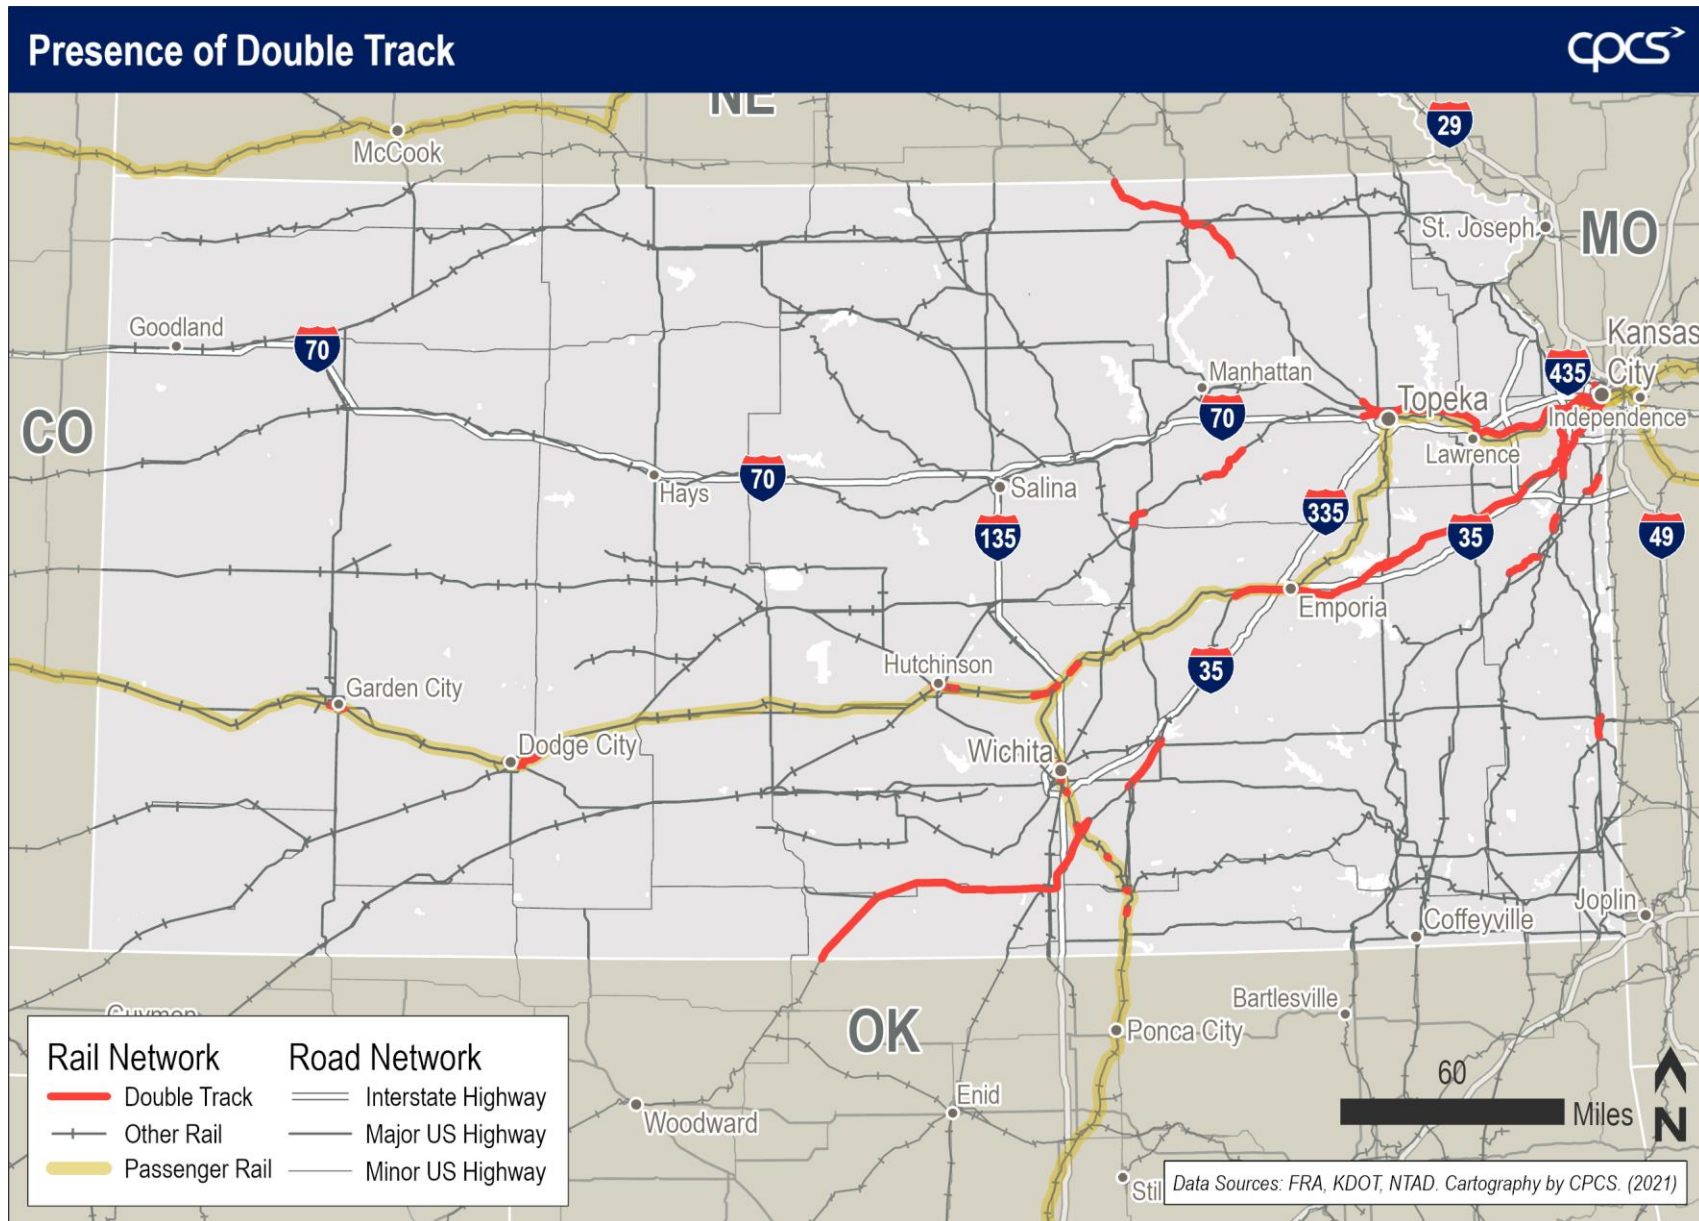 Presence of Double Track
cpcs
NE
29
McCook
St. Joseph
MO
Goodland
70
Kansas
City
435
Manhattan
Topeka
70
Independence
CO
Lawrence
Hays
70
Salina
335
135
35
49
Emporia
Hutchinson
35
Garden City
Dodge City
Wichita
Joplin
Coffeyville
Bartlesville
Guymon
OK
Ponca City
Rail Network
Road Network
60
Double Track
Interstate Highway
Enid
Miles
N
Woodward
Other Rail
Major US Highway
Passenger Rail
Minor US Highway
Stil
Data Sources: FRA, KDOT, NTAD. Cartography by CPCS. (2021)